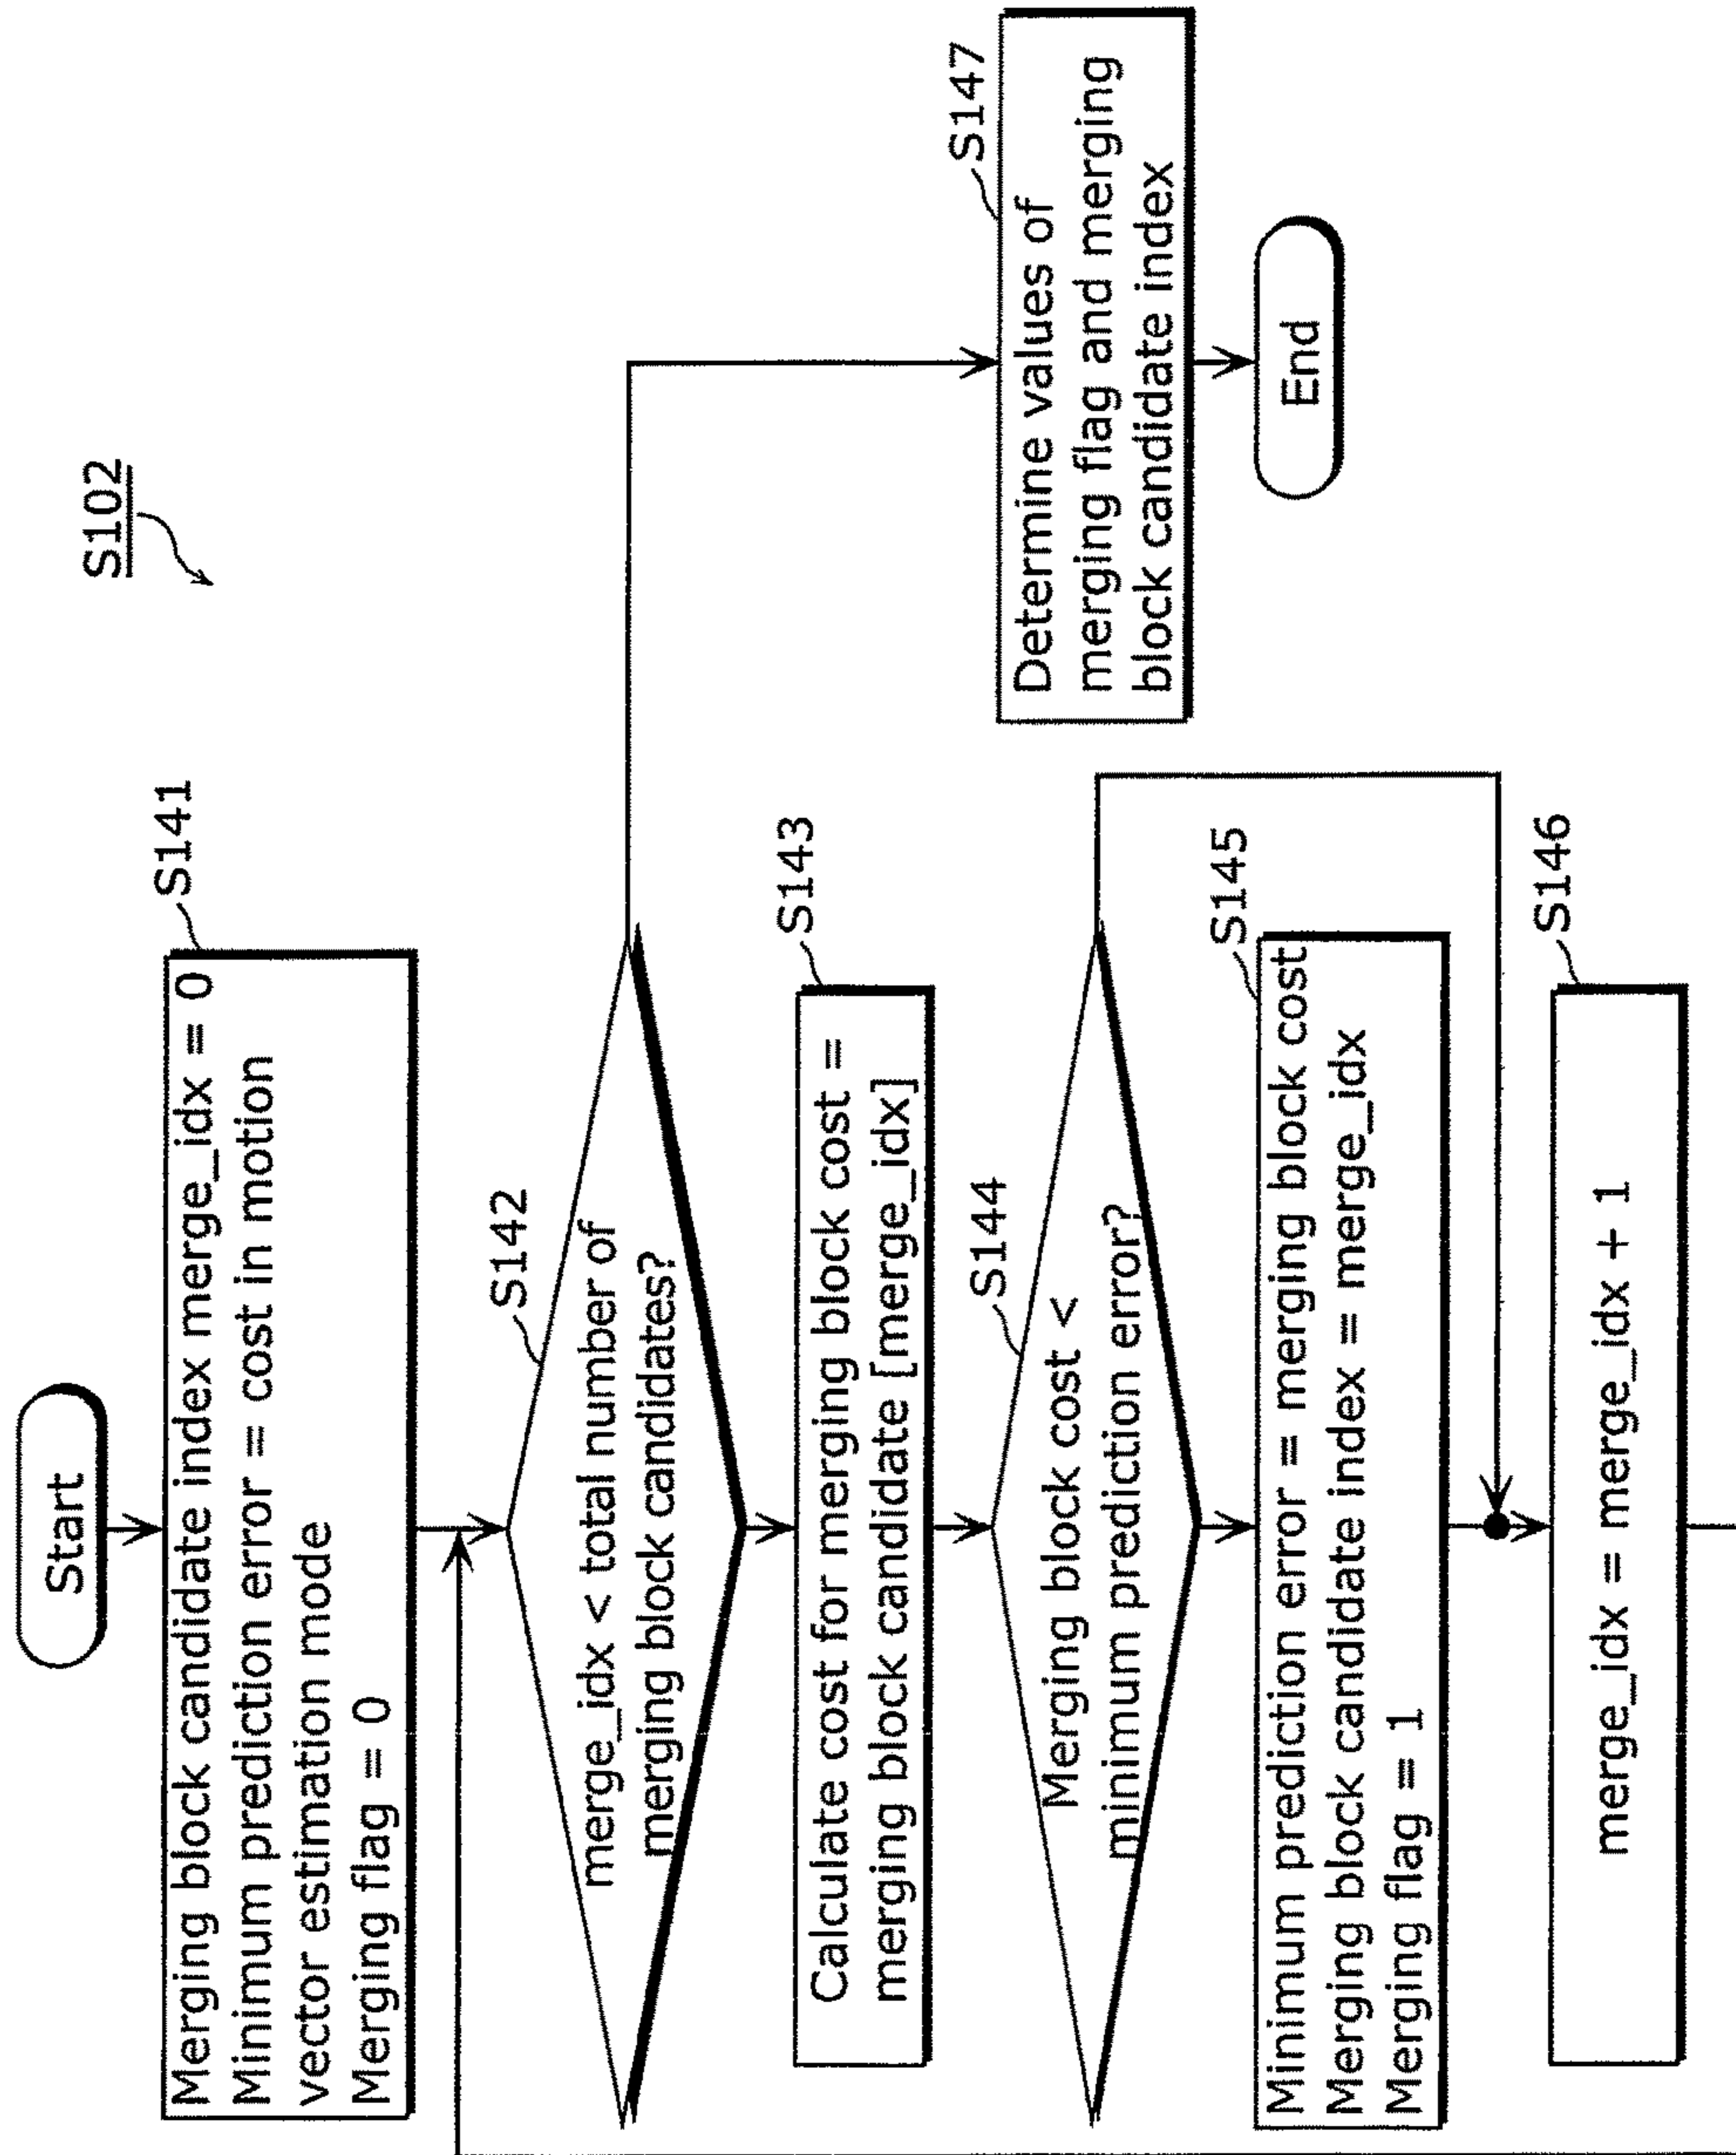 S102
Start
S141
Merging block candidate index merge_idx = 0
Minimum prediction error = cost in motion
vector estimation mode
Merging flag = 0
S142
merge_idx < total number of
merging block candidates?
S143
Calculate cost for merging block cost =
merging block candidate [merge_idx]
S144
Merging block cost <
minimum prediction error?
S145
Minimum prediction error = merging block cost
Merging block candidate index = merge_idx
Merging flag = 1
S146
merge_idx = merge_idx + 1
S147
Determine values of
merging flag and merging
block candidate index
End